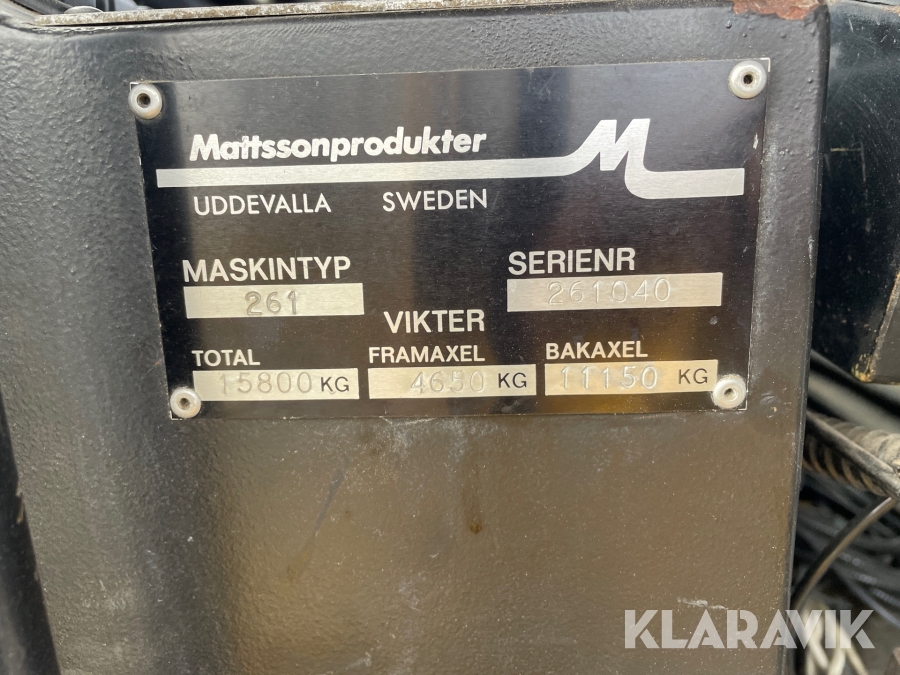 Mattssonprodukter
UDDEVALLA SWEDEN
MASKINTYP SERIENR
261 261040
VIKTER
TOTAL FRAMAXEL BAKAXEL
15800 KG 4650 KG 11150 KG
KLARAVIK